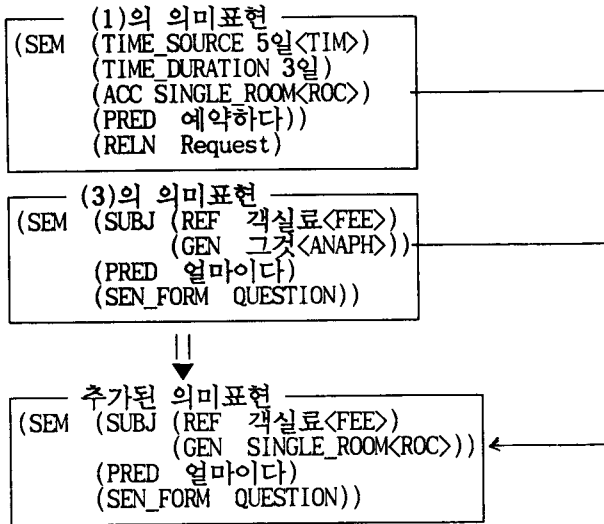 (1)의 의미표현
(SEM (TIME_SOURCE 5일<TIM>)
(TIME_DURATION 3일)
(ACC SINGLE_ROOM<ROC>)
(PRED 예약하다))
(RELN Request)
(3)의 의미표현
(SEM (SUBJ (REF 객실료<FEE>)
(GEN 그것<ANAPH>))
(PRED 얼마이다)
(SEN_FORM QUESTION))
추가된 의미표현
(SEM (SUBJ (REF 객실료<FEE>)
(GEN SINGLE_ROOM<ROC>))
(PRED 얼마이다)
(SEN_FORM QUESTION))